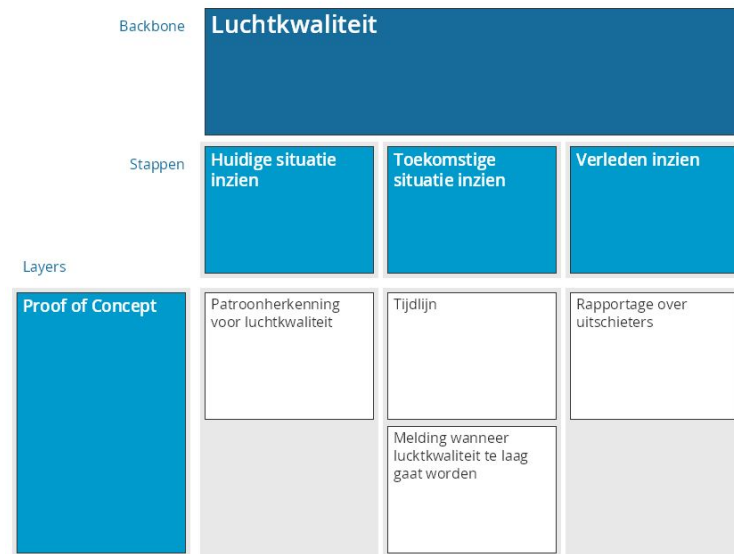 Backbone
Luchtkwaliteit
Stappen
Huidige situatie
inzien
Toekomstige
situatie inzien
Verleden inzien
Layers
Proof of Concept
Patroonherkenning
voor luchtkwaliteit
Tijdlijn
Rapportage over
uitschieters
Melding wanneer
lucktkwaliteit te laag
gaat worden